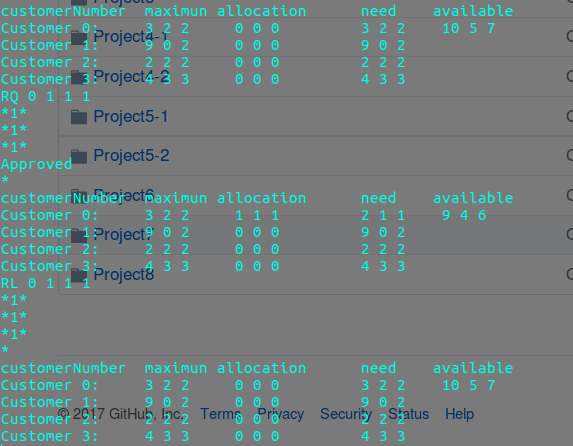 Project3
customerNumber maximun allocation need available
Customer 0: 3 2 2 0 0 0 3 2 2 10 5 7
Project4-1
Customer 1: 9 0 2 0 0 0 9 0 2
Customer 2: 2 2 2 0 0 0 2 2 2
Project4-2
Customer 3: 4 3 3 0 0 0 4 3 3
RQ 0 1 1 1
*1*
Project5-1
*1*
*1*
Project5-2
Approved
*
Project6
customerNumber maximun allocation need available
Customer 0: 3 2 2 1 1 1 2 1 1 9 4 6
Project7
Customer 1: 9 0 2 0 0 0 9 0 2
Customer 2: 2 2 2 0 0 0 2 2 2
Customer 3: 4 3 3 0 0 0 4 3 3
Project8
RL 0 1 1 1
*1*
*1*
*1*
*
customerNumber maximun allocation need available
Customer 0: 3 2 2 0 0 0 3 2 2 10 5 7
Customer 1: 9 0 2 0 0 0 9 0 2
© 2017 GitHub, Inc. Terms Privacy Security Status Help
Customer 2: 2 2 2 0 0 0 2 2 2
Customer 3: 4 3 3 0 0 0 4 3 3